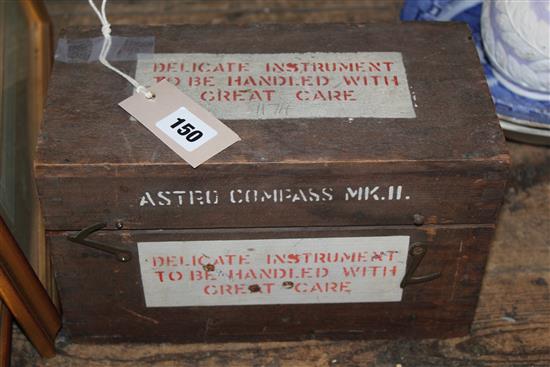 DELICATE INSTRUMENT
TO BE HANDLED WITH
GREAT CARE
150
ASTRO COMPASS MK.II.
DELICATE INSTRUMENT
TO BE HANDLED WITH
GREAT CARE